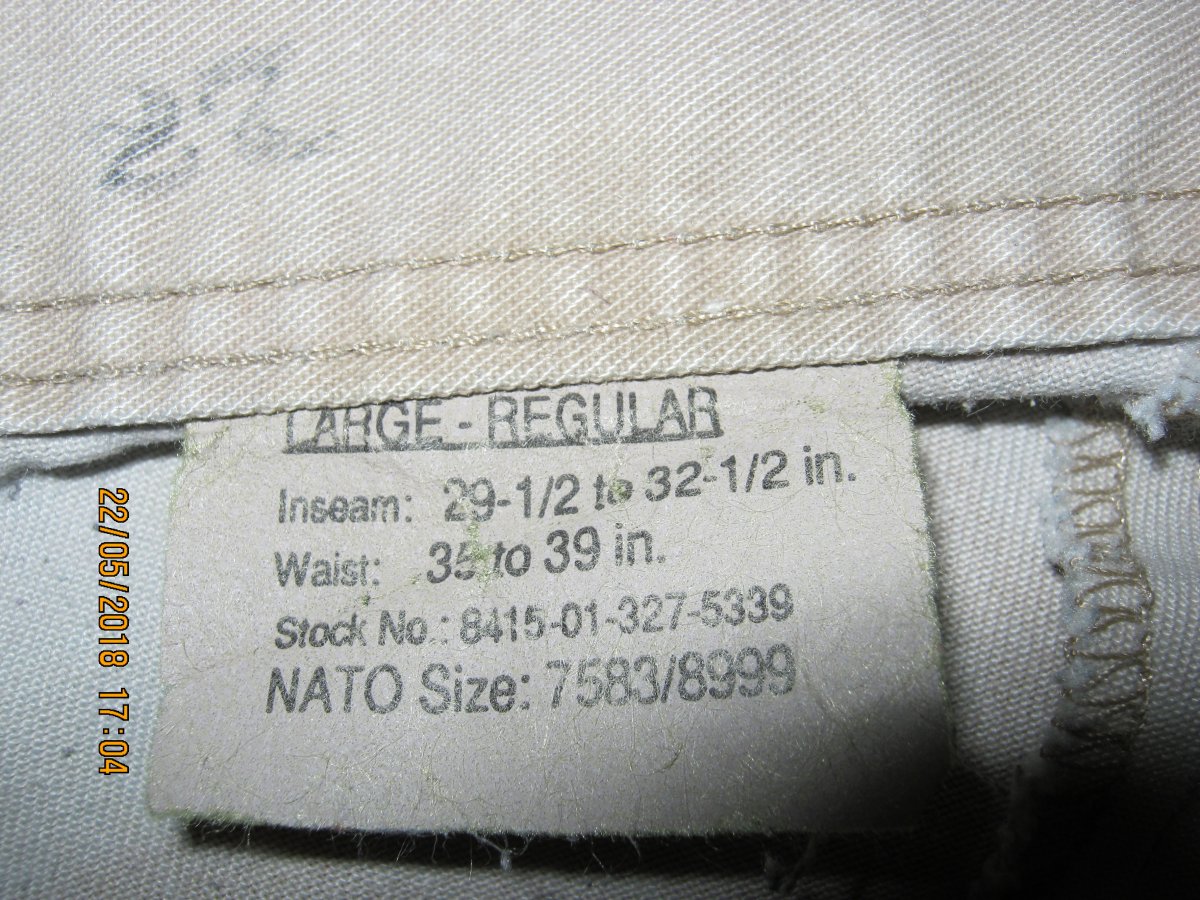 LARGE - REGULAR
Inseam: 29-1/2 to 32-1/2 in.
Waist: 35 to 39 in.
Stock No.: 8415-01-327-5339
NATO Size: 7583/8999
22/05/2018 17:04